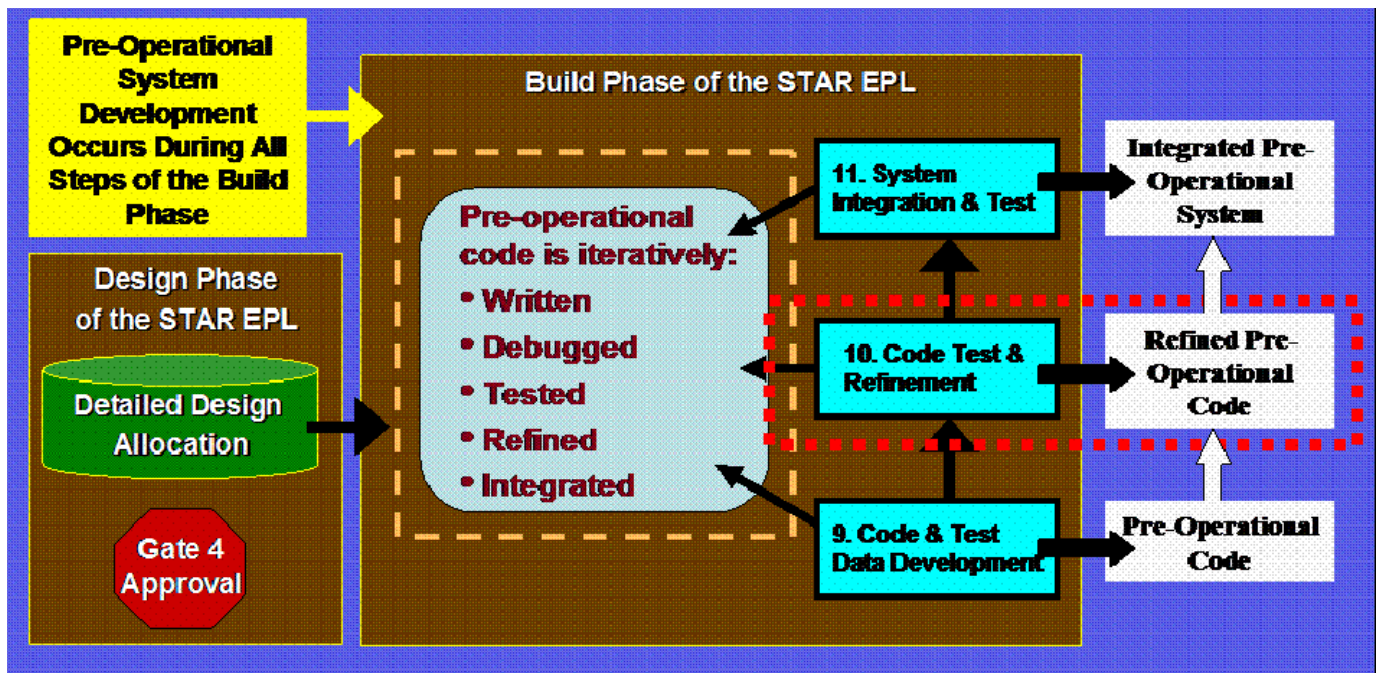 Pre-Operational
System
Development
Occurs During All
Steps of the Build
Phase
Build Phase of the STAR EPL
Design Phase
of the STAR EPL
Detailed Design
Allocation
Gate 4
Approval
Pre-operational
code is iteratively:
• Written
• Debugged
• Tested
• Refined
• Integrated
11. System
Integration & Test
10. Code Test &
Refinement
9. Code & Test
Data Development
Integrated Pre-
Operational
System
Refined Pre-
Operational
Code
Pre-Operational
Code